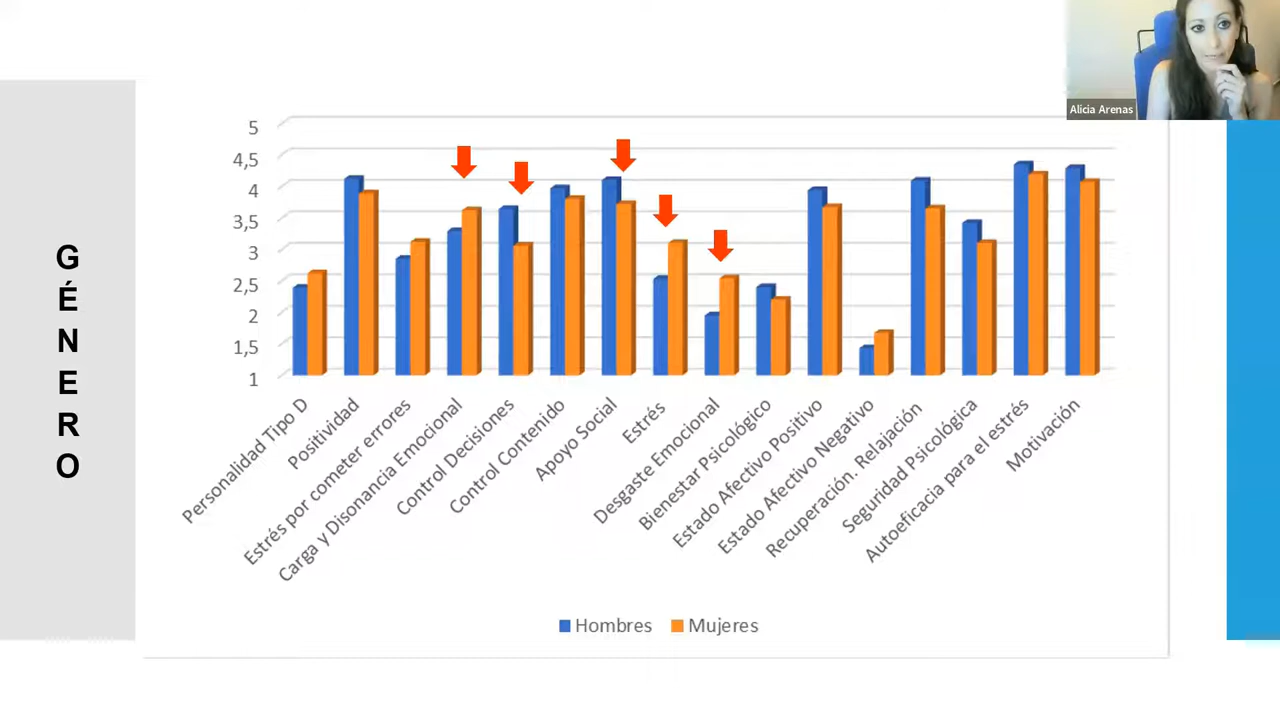 Alicia Arenas
G
É
N
E
R
O
5
4,5
4
3,5
3
2,5
2
1,5
1
Personalidad Tipo D
Positividad
Estrés por cometer errores
Carga y Disonancia Emocional
Control Decisiones
Control Contenido
Apoyo Social
Estrés
Desgaste Emocional
Bienestar Psicológico
Estado Afectivo Positivo
Estado Afectivo Negativo
Recuperación. Relajación
Seguridad Psicológica
Autoeficacia para el estrés
Motivación
Hombres
Mujeres